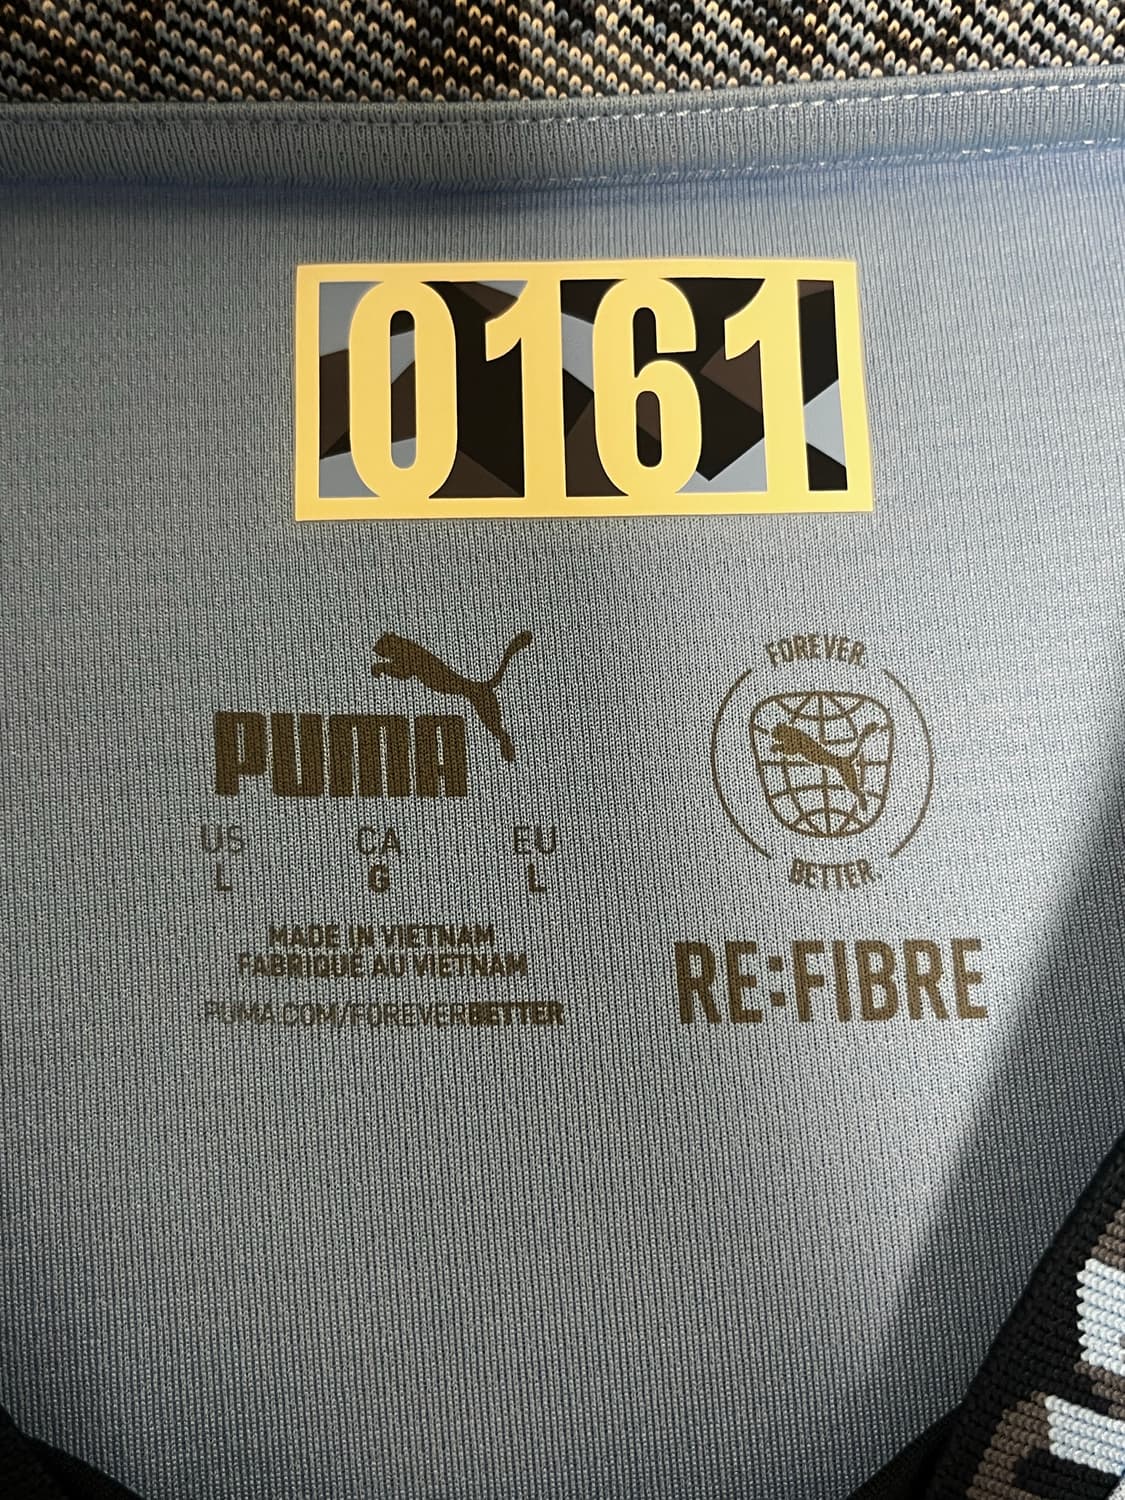 0161
PUMA
US CA EU
L G L
MADE IN VIETNAM
FABRIQUÉ AU VIETNAM
PUMA.COM/FOREVERBETTER
FOREVER.
BETTER.
RE:FIBRE